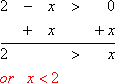 2 − x > 0
+ x + x
2 > x
or x < 2